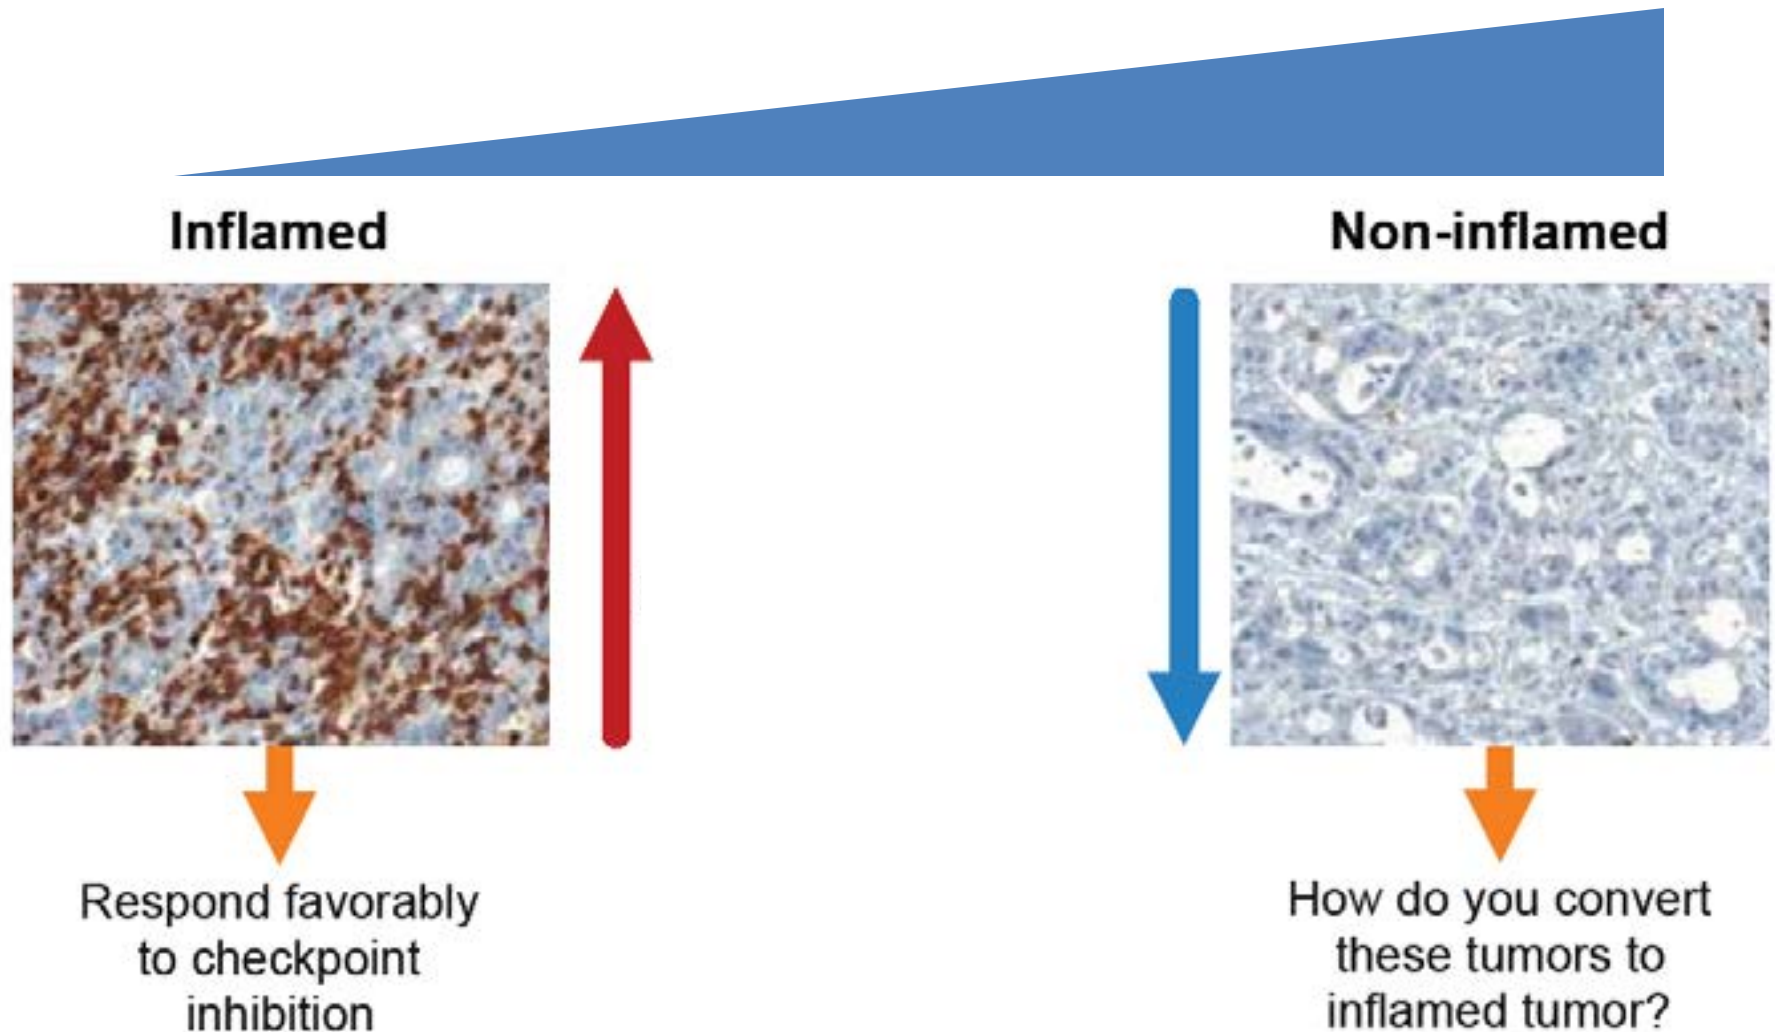 Inflamed
Non-inflamed
Respond favorably
to checkpoint
inhibition
How do you convert
these tumors to
inflamed tumor?